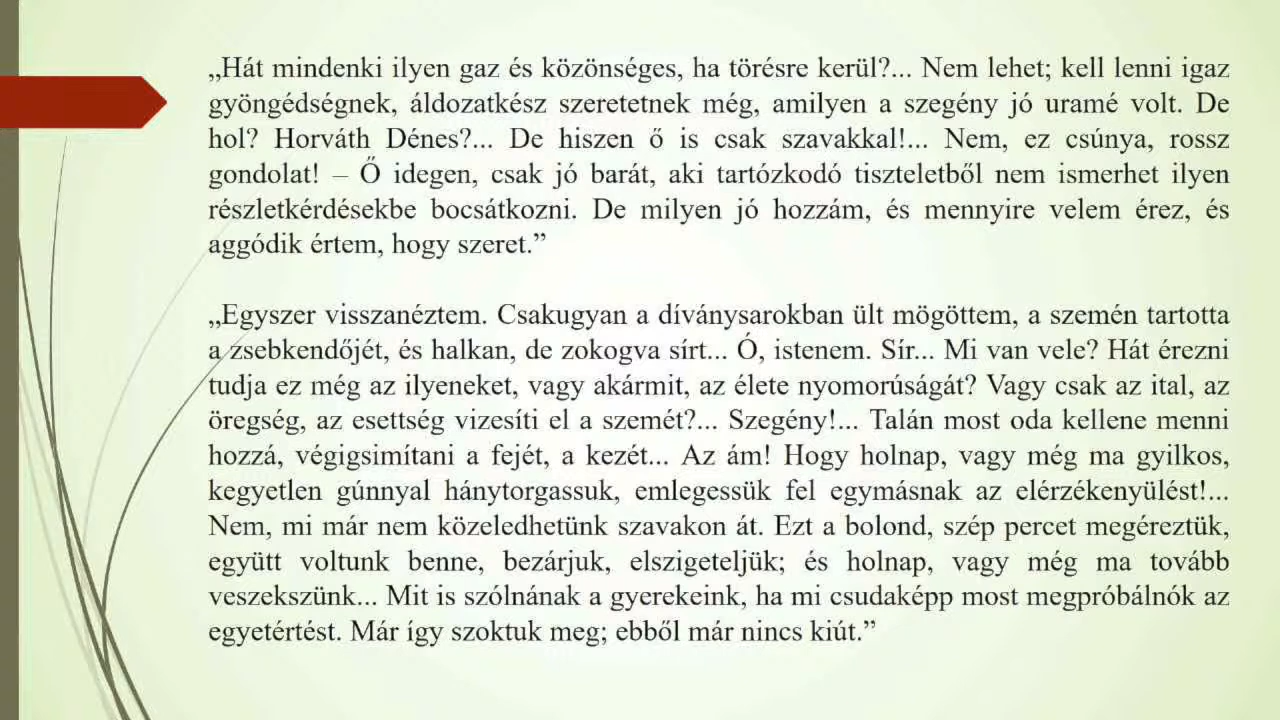 „Hát mindenki ilyen gaz és közönséges, ha törésre kerül?... Nem lehet; kell lenni igaz
gyöngédségnek, áldozatkész szeretetnek még, amilyen a szegény jó uramé volt. De
hol? Horváth Dénes?... De hiszen ő is csak szavakkal!... Nem, ez csúnya, rossz
gondolat! – Ő idegen, csak jó barát, aki tartózkodó tiszteletből nem ismerhet ilyen
részletkérdésekbe bocsátkozni. De milyen jó hozzám, és mennyire velem érez, és
aggódik értem, hogy szeret.”
„Egyszer visszanéztem. Csakugyan a díványsarokban ült mögöttem, a szemén tartotta
a zsebkendőjét, és halkan, de zokogva sírt... Ó, istenem. Sír... Mi van vele? Hát érezni
tudja ez még az ilyeneket, vagy akármit, az élete nyomorúságát? Vagy csak az ital, az
öregség, az esettség vizesíti el a szemét?... Szegény!... Talán most oda kellene menni
hozzá, végigsimítani a fejét, a kezét... Az ám! Hogy holnap, vagy még ma gyilkos,
kegyetlen gúnnyal hánytorgassuk, emlegessük fel egymásnak az elérzékenyülést!...
Nem, mi már nem közeledhetünk szavakon át. Ezt a bolond, szép percet megéreztük,
együtt voltunk benne, bezárjuk, elszigeteljük; és holnap, vagy még ma tovább
veszekszünk... Mit is szólnának a gyerekeink, ha mi csudaképp most megpróbálnók az
egyetértést. Már így szoktuk meg; ebből már nincs kiút.”